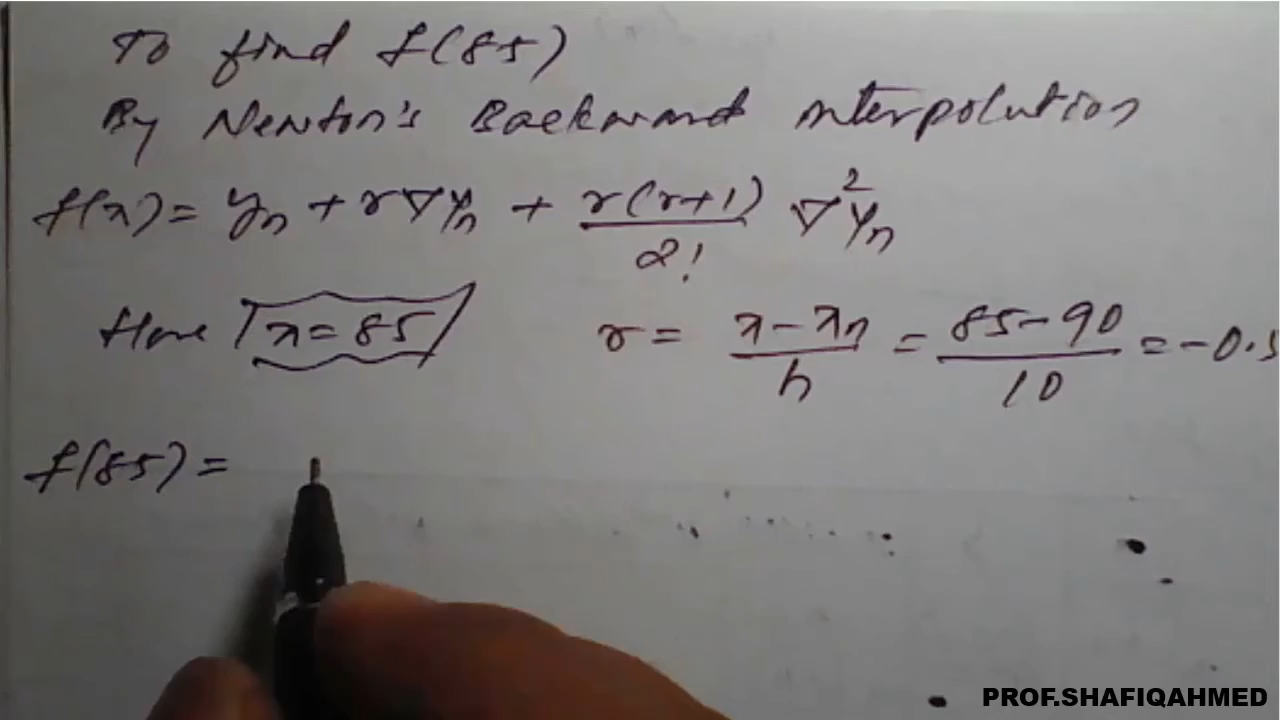 To find f(85)
By Newton's Backward Interpolution
f(x) = yn + r∇yn + r(r+1)/2! ∇²yn
Here x=85 r = x-xn/h = 85-90/10 = -0.5
f(85) =
PROF.SHAFIQAHMED